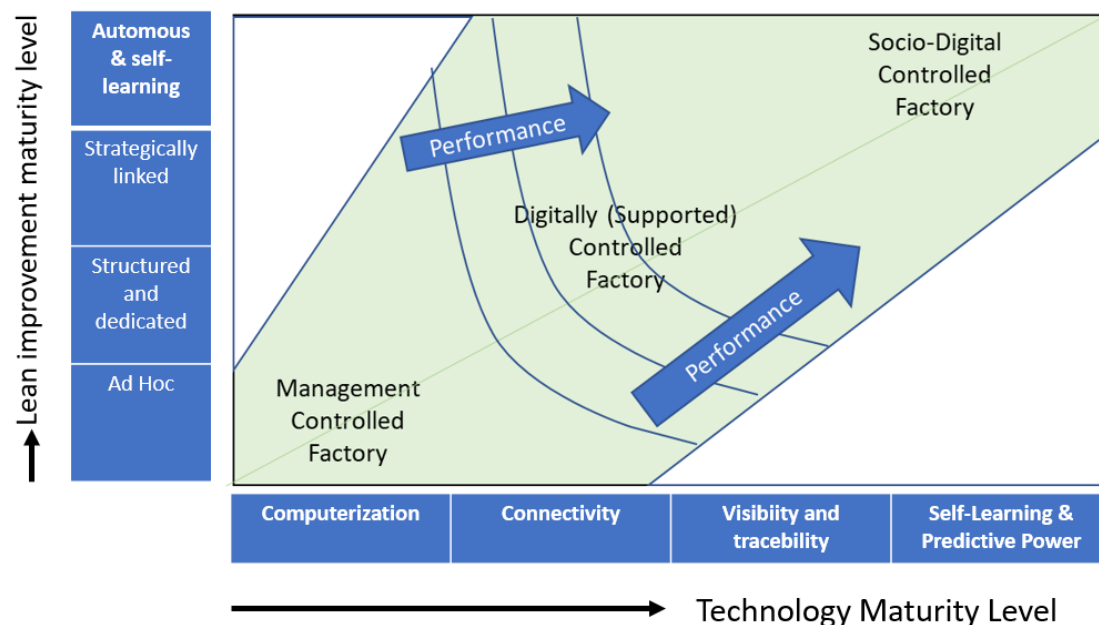 Lean improvement maturity level
Automous
& self-
learning
Strategically
linked
Structured
and
dedicated
Ad Hoc
Socio-Digital
Controlled
Factory
Performance
Digitally (Supported)
Controlled
Factory
Performance
Management
Controlled
Factory
Computerization
Connectivity
Visibiity and
tracebility
Self-Learning &
Predictive Power
Technology Maturity Level